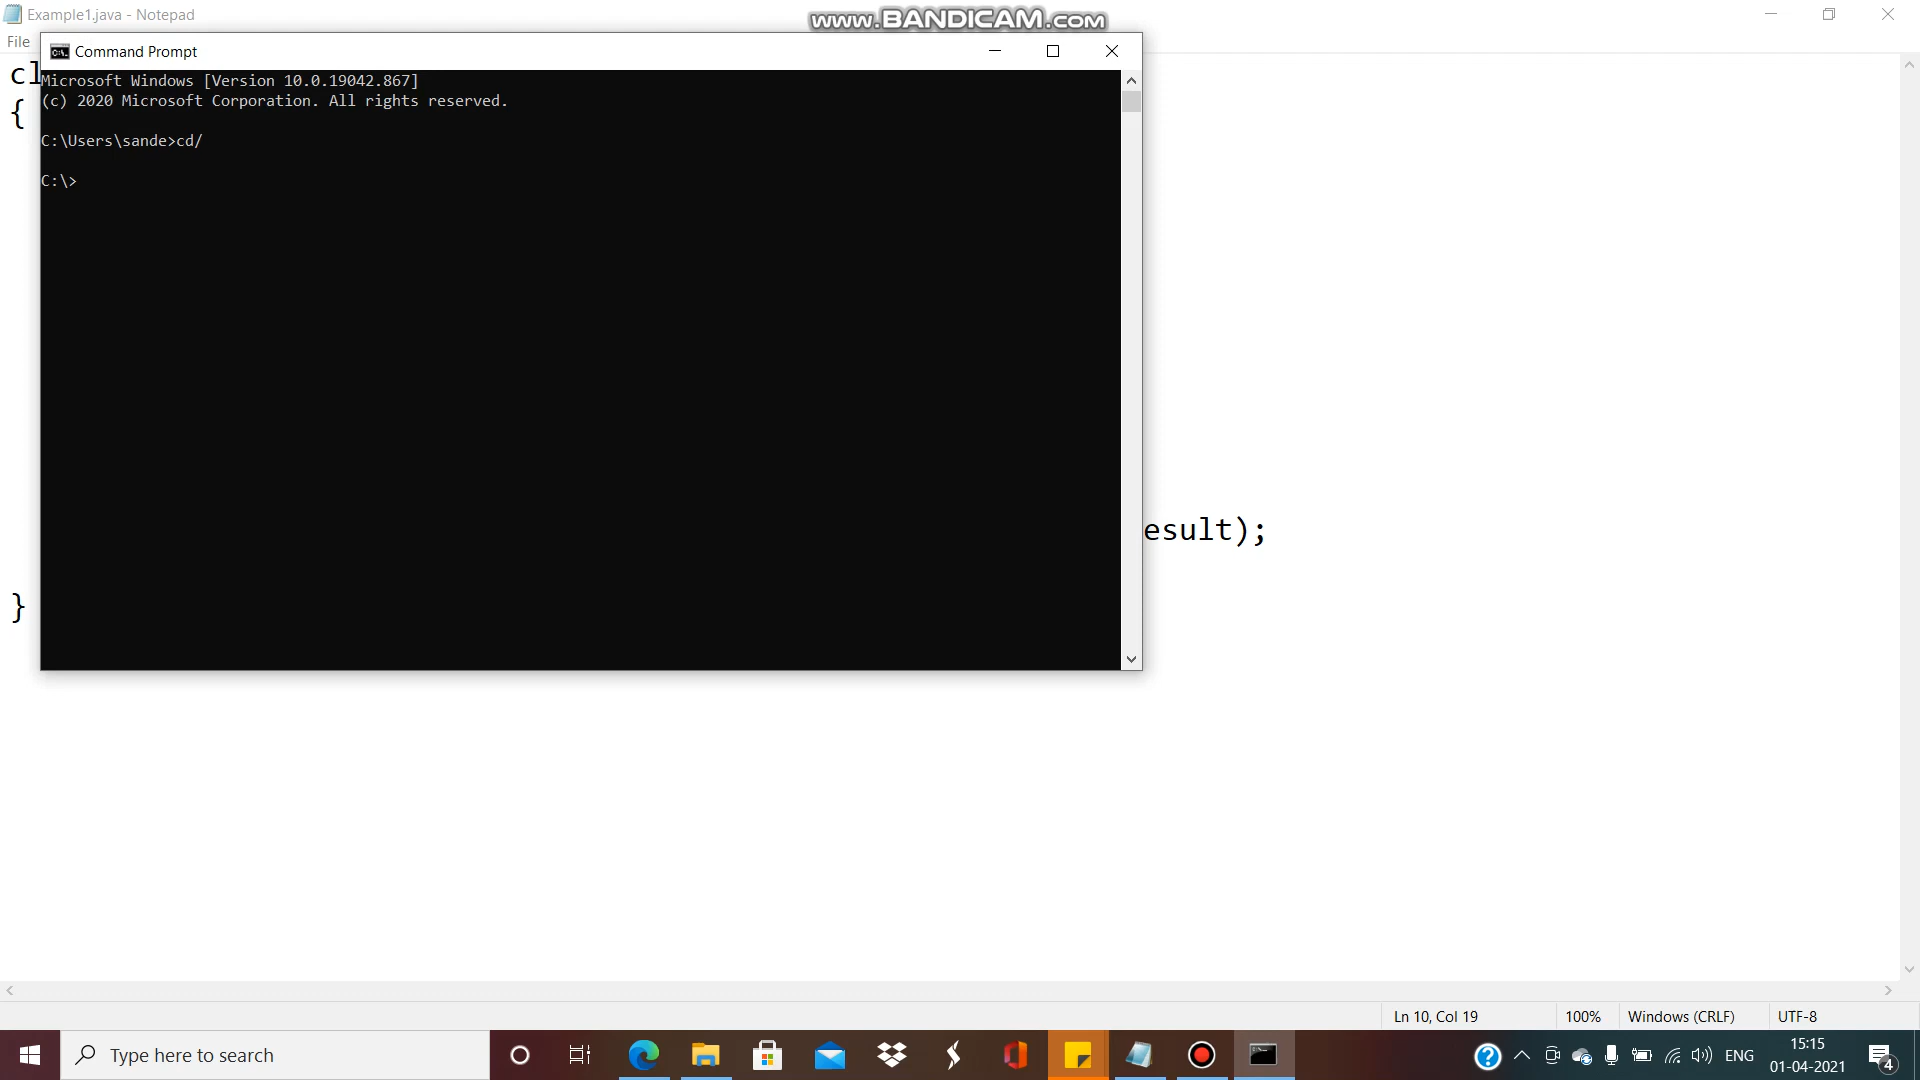 Example1.java - Notepad
www.BANDICAM.com
File
Command Prompt
cl
Microsoft Windows [Version 10.0.19042.867]
(c) 2020 Microsoft Corporation. All rights reserved.
{
C:\Users\sande>cd/
C:\>
esult);
}
Ln 10, Col 19
100%
Windows (CRLF)
UTF-8
Type here to search
ENG
15:15
01-04-2021
4